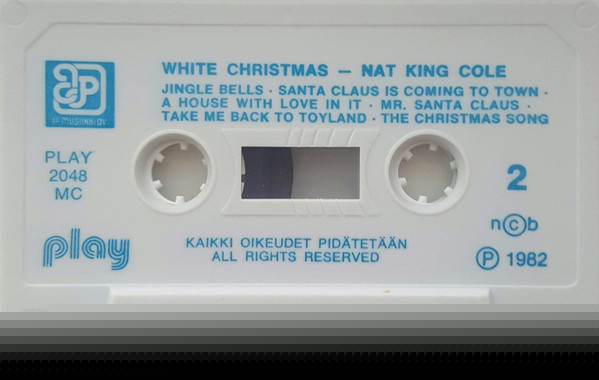 WHITE CHRISTMAS — NAT KING COLE
JINGLE BELLS · SANTA CLAUS IS COMING TO TOWN ·
A HOUSE WITH LOVE IN IT · MR. SANTA CLAUS ·
TAKE ME BACK TO TOYLAND · THE CHRISTMAS SONG
PLAY
2048
MC
2
n©b
play
KAIKKI OIKEUDET PIDÄTETÄÄN
ALL RIGHTS RESERVED
Ⓟ 1982